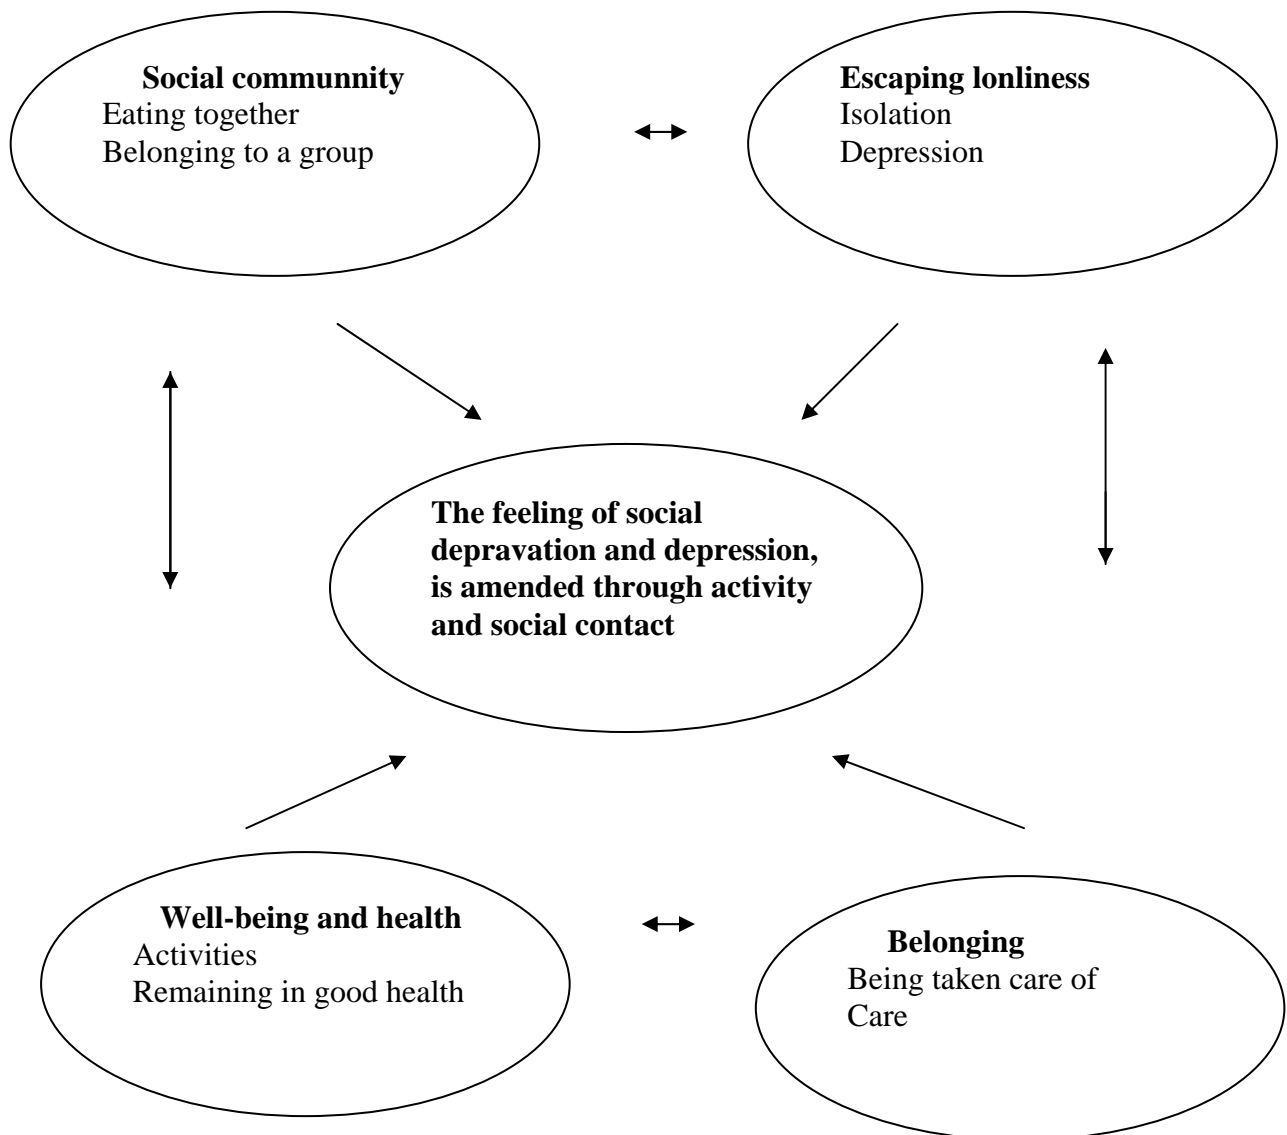 Social communnity
Eating together
Belonging to a group
Escaping lonliness
Isolation
Depression
The feeling of social
depravation and depression,
is amended through activity
and social contact
Well-being and health
Activities
Remaining in good health
Belonging
Being taken care of
Care